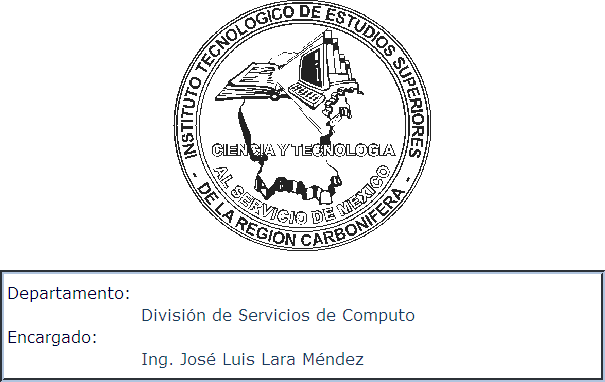 INSTITUTO TECNOLOGICO DE ESTUDIOS SUPERIORES
- DE LA REGION CARBONIFERA -
CIENCIA Y TECNOLOGIA
AL SERVICIO DE MEXICO
Departamento:
División de Servicios de Computo
Encargado:
Ing. José Luis Lara Méndez